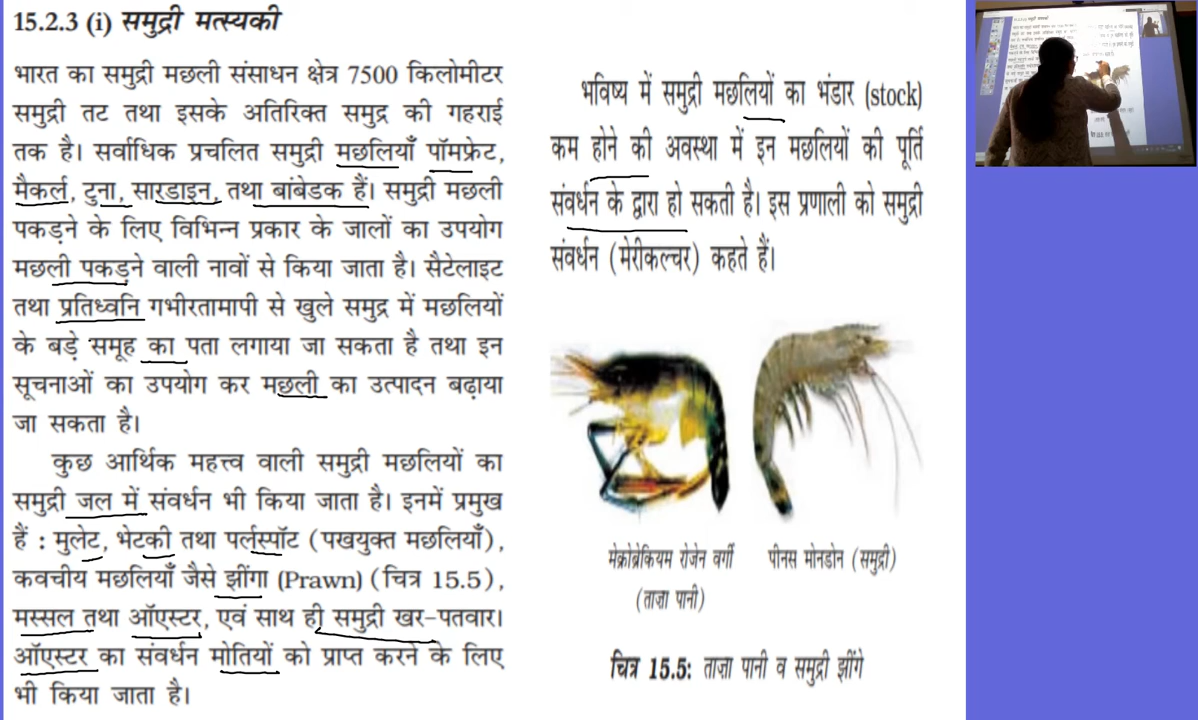 15.2.3 (i) समुद्री मत्स्यकी
भारत का समुद्री मछली संसाधन क्षेत्र 7500 किलोमीटर
समुद्री तट तथा इसके अतिरिक्त समुद्र की गहराई
तक है। सर्वाधिक प्रचलित समुद्री मछलियाँ पॉमफ्रेट,
मैकर्ल, टुना, सारडाइन, तथा बांबेडक हैं। समुद्री मछली
पकड़ने के लिए विभिन्न प्रकार के जालों का उपयोग
मछली पकड़ने वाली नावों से किया जाता है। सैटेलाइट
तथा प्रतिध्वनि गभीरतामापी से खुले समुद्र में मछलियों
के बड़े समूह का पता लगाया जा सकता है तथा इन
सूचनाओं का उपयोग कर मछली का उत्पादन बढ़ाया
जा सकता है।
कुछ आर्थिक महत्त्व वाली समुद्री मछलियों का
समुद्री जल में संवर्धन भी किया जाता है। इनमें प्रमुख
हैं : मुलेट, भेटकी तथा पर्लस्पॉट (पखयुक्त मछलियाँ),
कवचीय मछलियाँ जैसे झींगा (Prawn) (चित्र 15.5),
मस्सल तथा ऑएस्टर, एवं साथ ही समुद्री खर-पतवार।
ऑएस्टर का संवर्धन मोतियों को प्राप्त करने के लिए
भी किया जाता है।
भविष्य में समुद्री मछलियों का भंडार (stock)
कम होने की अवस्था में इन मछलियों की पूर्ति
संवर्धन के द्वारा हो सकती है। इस प्रणाली को समुद्री
संवर्धन (मेरीकल्चर) कहते हैं।
मेक्रोब्रेकियम रोजेन वर्गी
(ताज़ा पानी)
पीनस मोनडोन (समुद्री)
चित्र 15.5: ताज़ा पानी व समुद्री झींगे